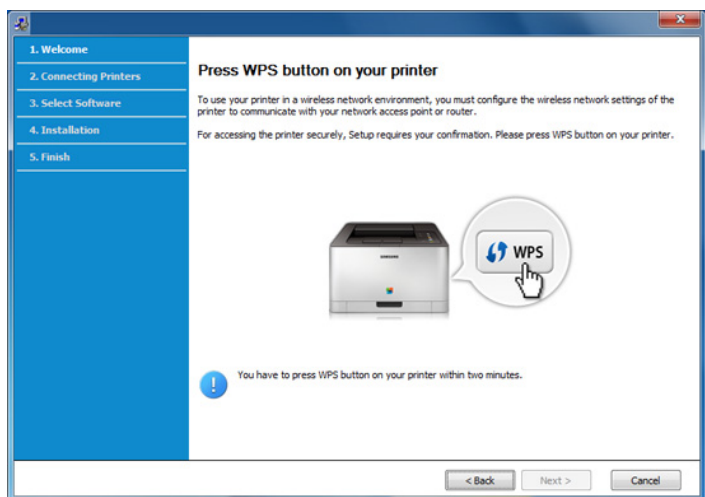 1. Welcome
2. Connecting Printers
3. Select Software
4. Installation
5. Finish
Press WPS button on your printer
To use your printer in a wireless network environment, you must configure the wireless network settings of the
printer to communicate with your network access point or router.
For accessing the printer securely, Setup requires your confirmation. Please press WPS button on your printer.
SAMSUNG
WPS
You have to press WPS button on your printer within two minutes.
< Back Next > Cancel